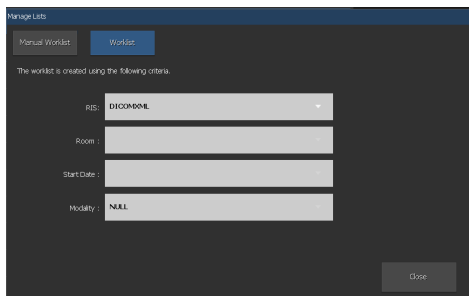 Manage Lists
Manual Worklist Worklist
The worklist is created using the following criteria.
RIS: DICOMXML
Room :
Start Date :
Modality : NULL
Close